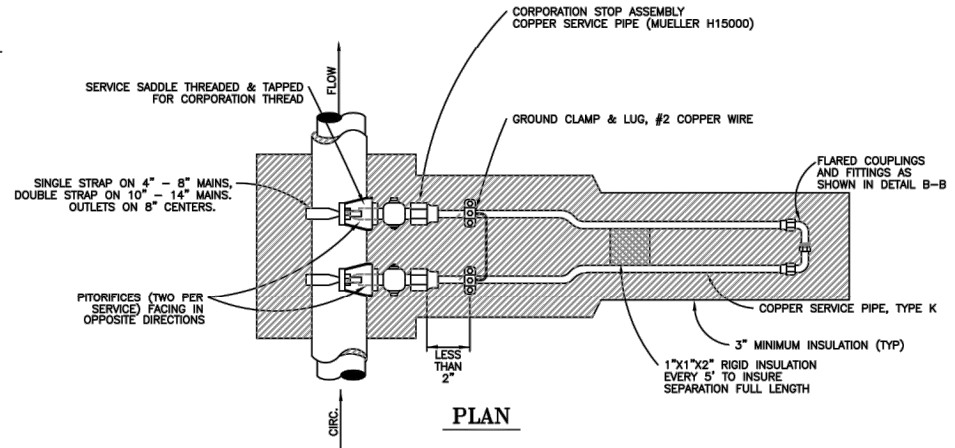 CORPORATION STOP ASSEMBLY
COPPER SERVICE PIPE (MUELLER H15000)
FLOW
SERVICE SADDLE THREADED & TAPPED
FOR CORPORATION THREAD
GROUND CLAMP & LUG, #2 COPPER WIRE
FLARED COUPLINGS
AND FITTINGS AS
SHOWN IN DETAIL B-B
SINGLE STRAP ON 4" - 8" MAINS,
DOUBLE STRAP ON 10" - 14" MAINS.
OUTLETS ON 8" CENTERS.
PITORIFICES (TWO PER
SERVICE) FACING IN
OPPOSITE DIRECTIONS
COPPER SERVICE PIPE, TYPE K
3" MINIMUM INSULATION (TYP)
LESS
THAN
2"
1"X1"X2" RIGID INSULATION
EVERY 5' TO INSURE
SEPARATION FULL LENGTH
PLAN
CIRC.